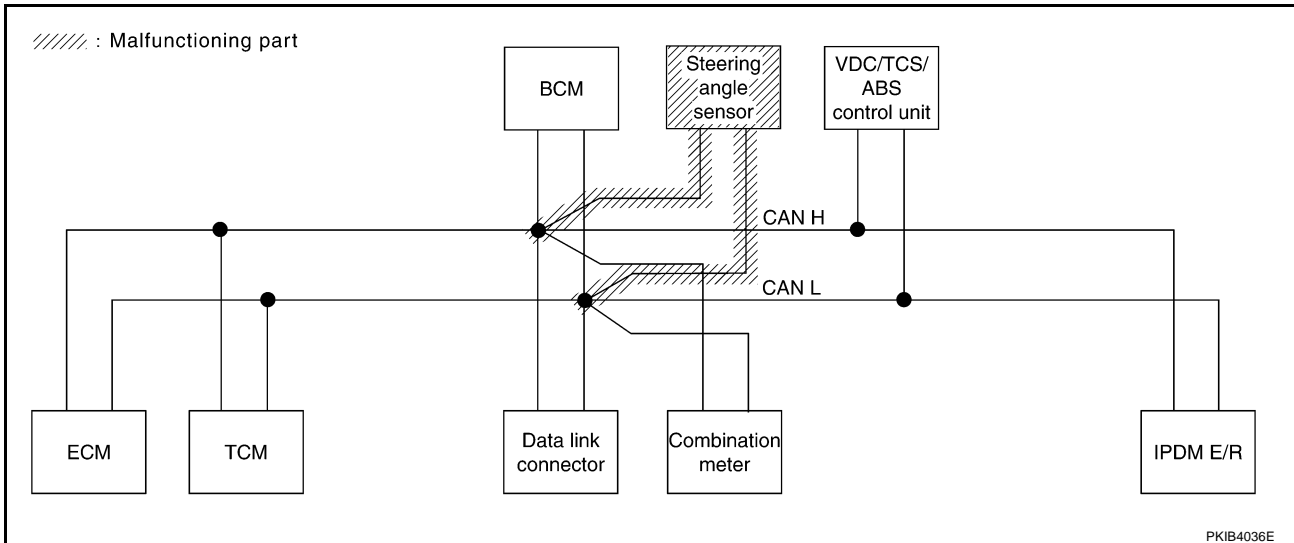 : Malfunctioning part
BCM
Steering
angle
sensor
VDC/TCS/
ABS
control unit
CAN H
CAN L
ECM
TCM
Data link
connector
Combination
meter
IPDM E/R
PKIB4036E